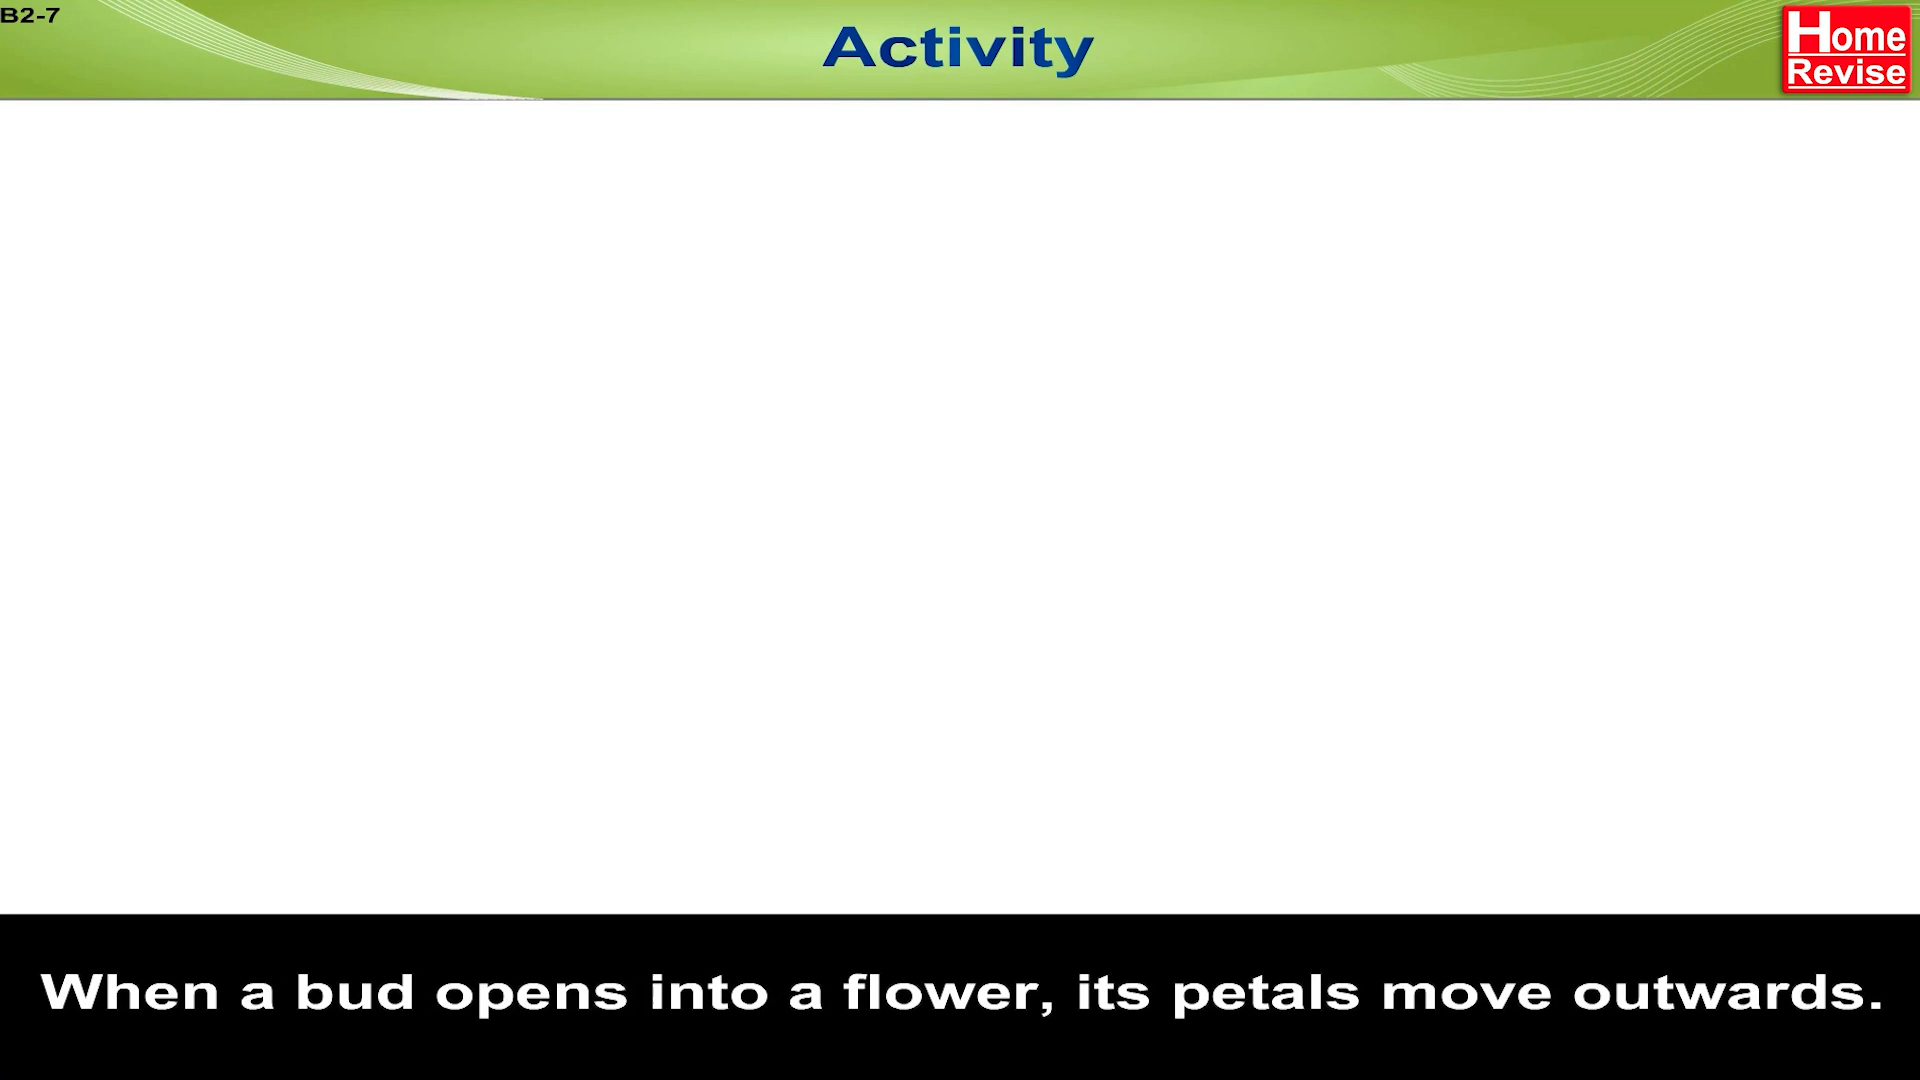 B2-7
Activity
Home
Revise
When a bud opens into a flower, its petals move outwards.